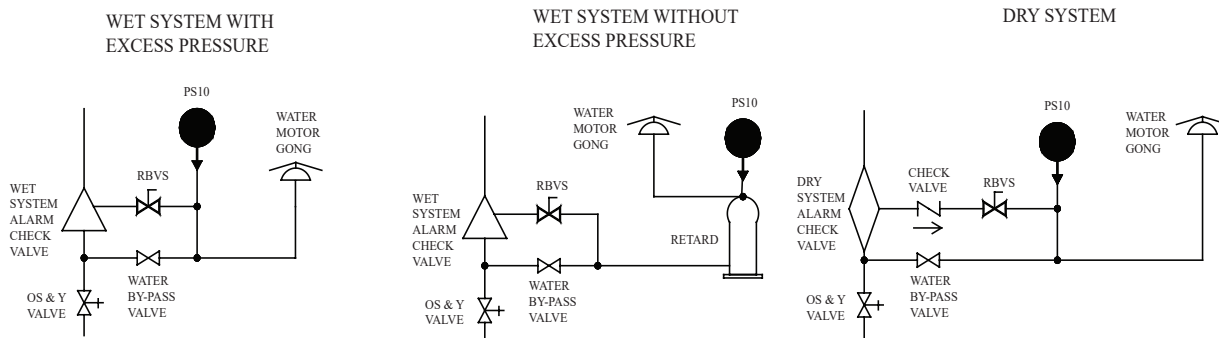 WET SYSTEM WITH
EXCESS PRESSURE
PS10
WATER
MOTOR
GONG
RBVS
WET
SYSTEM
ALARM
CHECK
VALVE
WATER
BY-PASS
VALVE
OS & Y
VALVE
WET SYSTEM WITHOUT
EXCESS PRESSURE
PS10
WATER
MOTOR
GONG
RBVS
WET
SYSTEM
ALARM
CHECK
VALVE
RETARD
WATER
BY-PASS
VALVE
OS & Y
VALVE
DRY SYSTEM
PS10
WATER
MOTOR
GONG
CHECK
VALVE
RBVS
DRY
SYSTEM
ALARM
CHECK
VALVE
WATER
BY-PASS
VALVE
OS & Y
VALVE